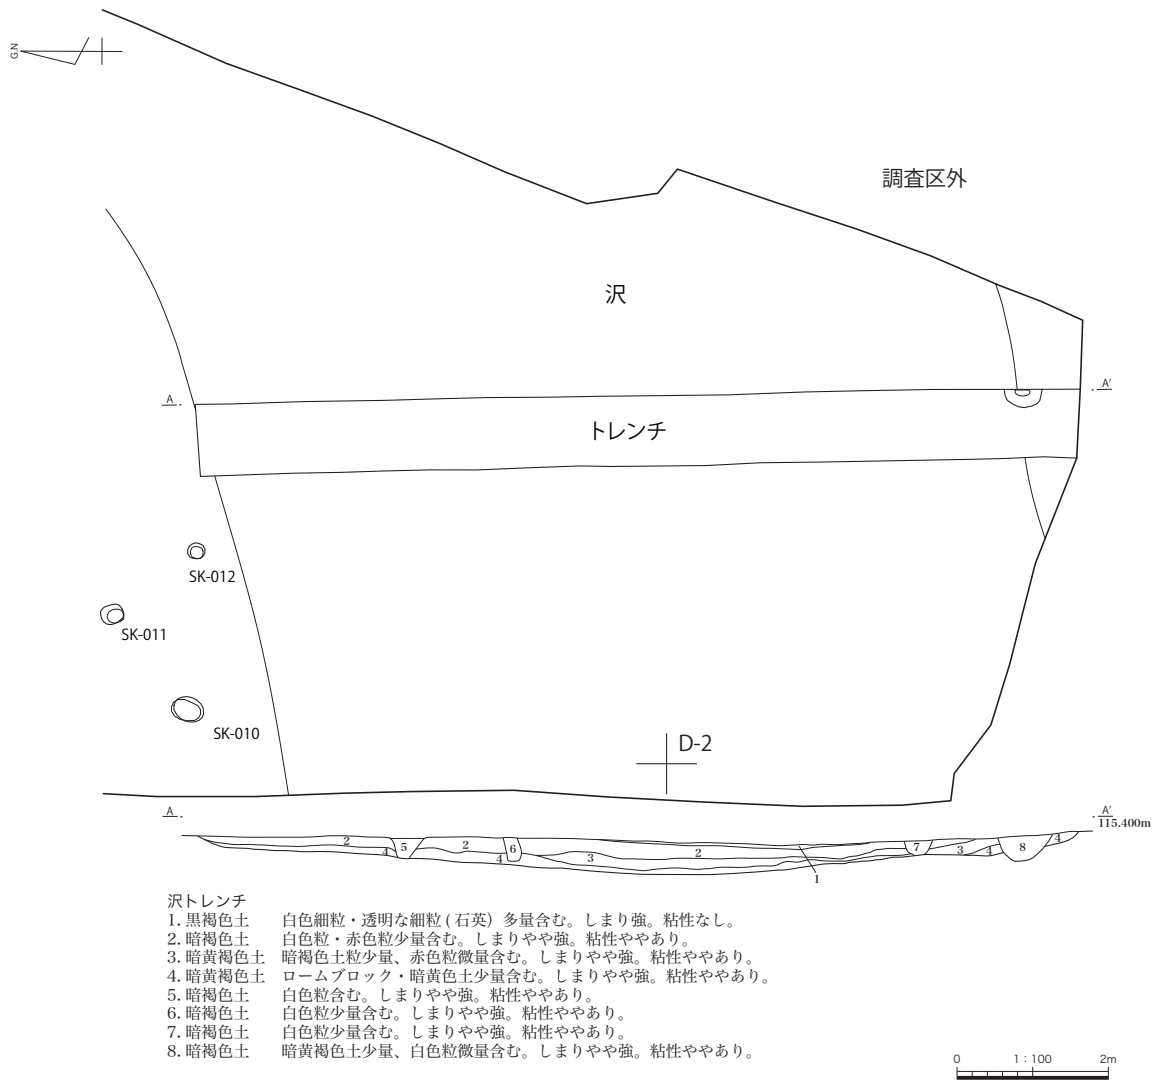 G.N
調査区外
沢
A
A'
トレンチ
SK-012
SK-011
SK-010
D-2
A
A'
115.400m
2
4
5
2
4
6
3
2
1
7
3
4
8
4
沢トレンチ
1. 黒褐色土 白色細粒・透明な細粒 ( 石英）多量含む。しまり強。粘性なし。
2. 暗褐色土 白色粒・赤色粒少量含む。しまりやや強。粘性ややあり。
3. 暗黄褐色土 暗褐色土粒少量、赤色粒微量含む。しまりやや強。粘性ややあり。
4. 暗黄褐色土 ロームブロック・暗黄色土少量含む。しまりやや強。粘性ややあり。
5. 暗褐色土 白色粒含む。しまりやや強。粘性ややあり。
6. 暗褐色土 白色粒少量含む。しまりやや強。粘性ややあり。
7. 暗褐色土 白色粒少量含む。しまりやや強。粘性ややあり。
8. 暗褐色土 暗黄褐色土少量、白色粒微量含む。しまりやや強。粘性ややあり。
0 1：100 2m